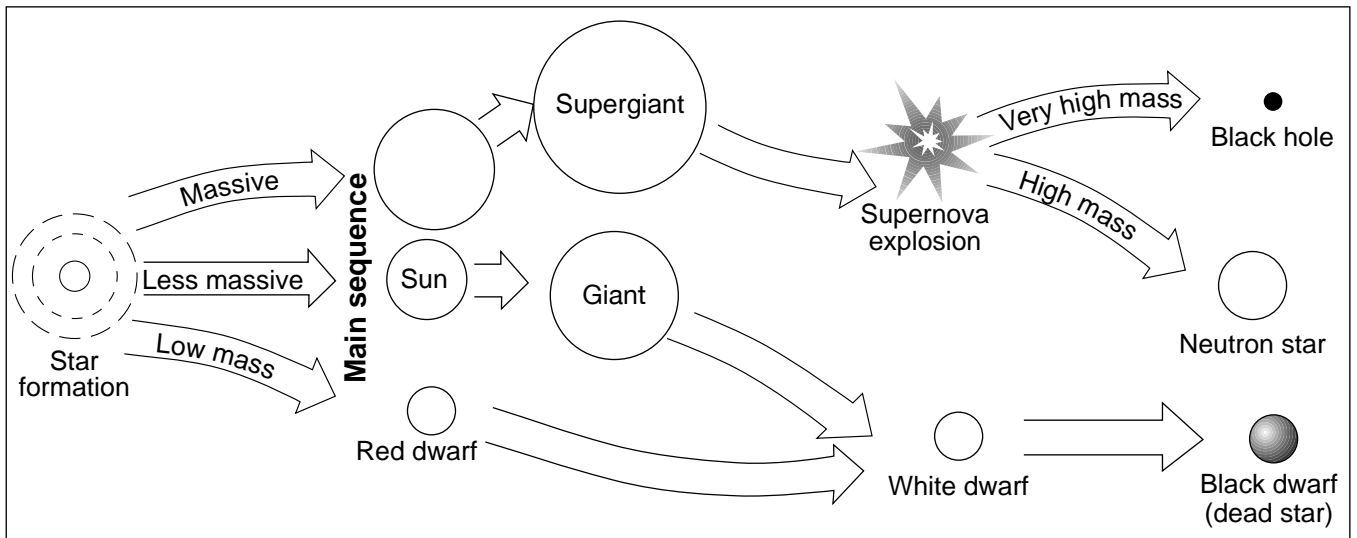 Star
formation
Massive
Less massive
Low mass
Main sequence
Sun
Red dwarf
Supergiant
Giant
Supernova
explosion
White dwarf
Very high mass
High mass
Black hole
Neutron star
Black dwarf
(dead star)